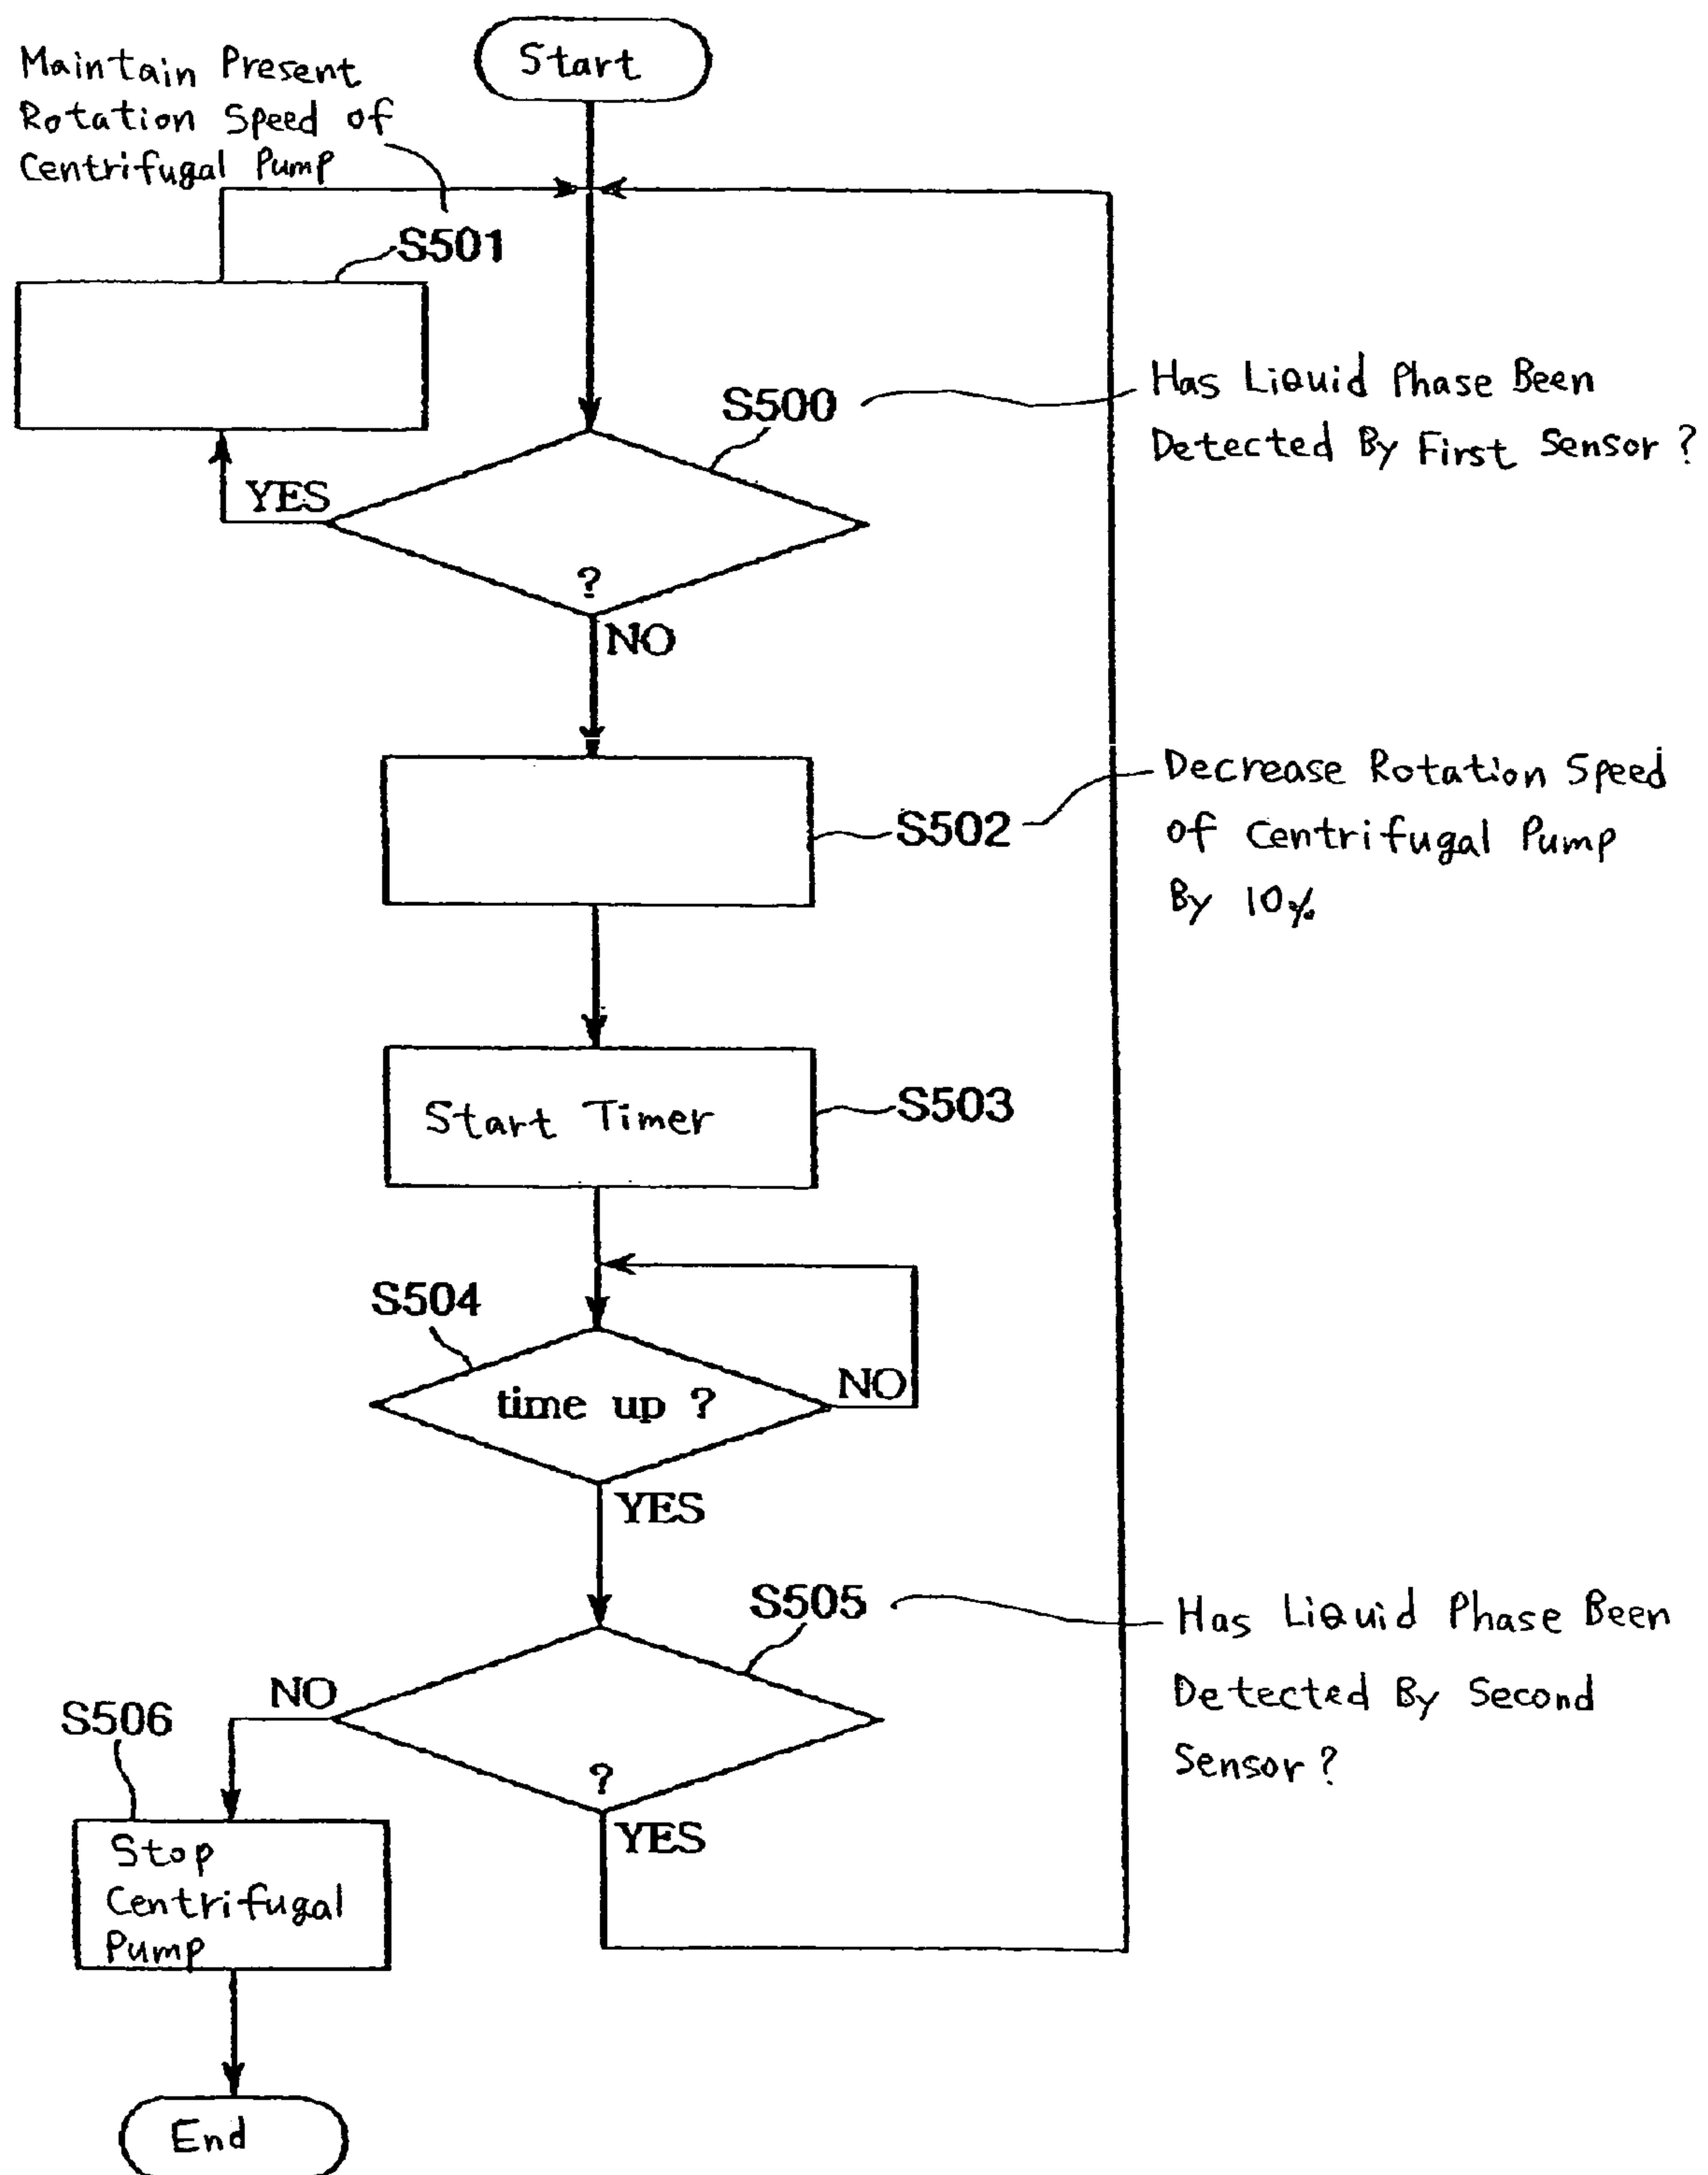 Start
Maintain Present
Rotation Speed of
Centrifugal Pump
S501
S500
Has Liquid Phase Been
Detected By First Sensor ?
YES
?
NO
S502
Decrease Rotation Speed
of Centrifugal Pump
By 10%
Start Timer
S503
S504
time up ?
NO
YES
S505
Has Liquid Phase Been
Detected By Second
Sensor ?
NO
S506
?
YES
Stop
Centrifugal
Pump
End